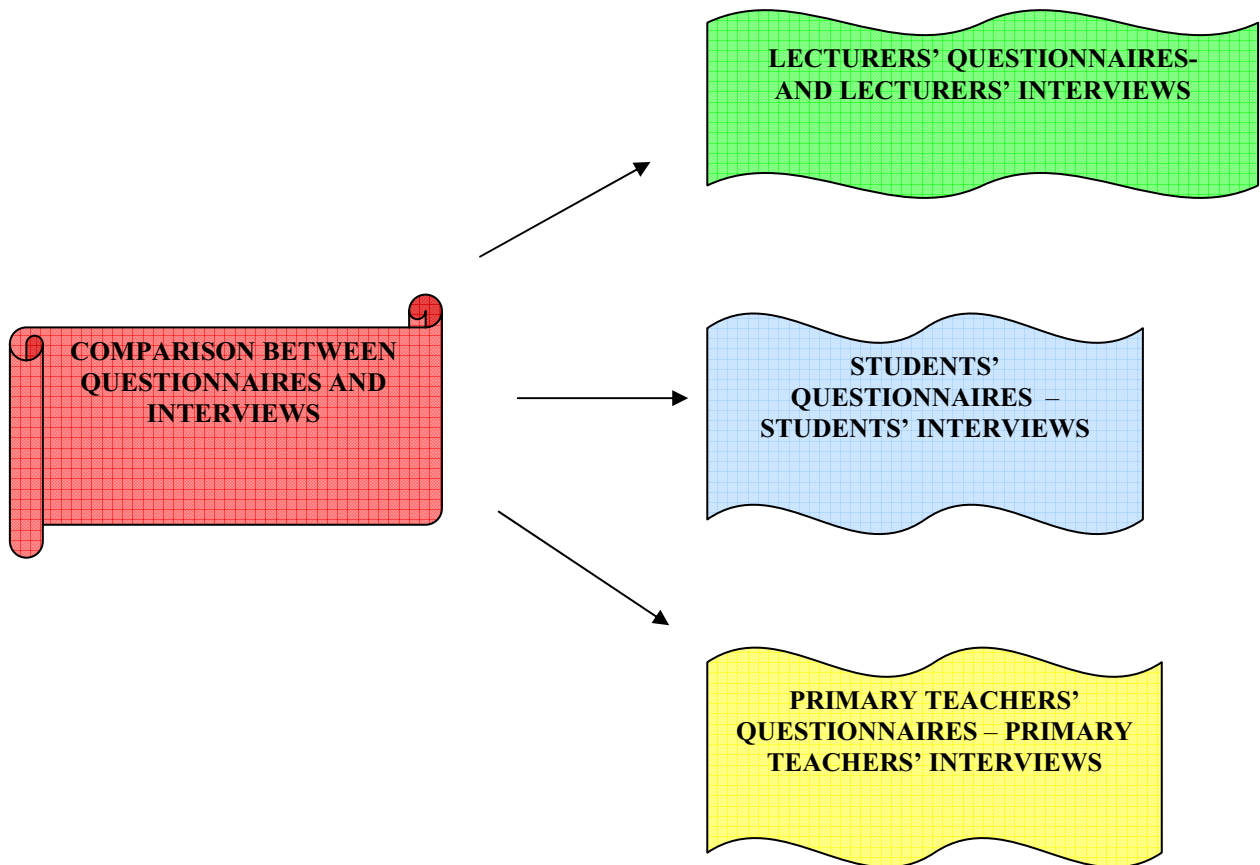 LECTURERS’ QUESTIONNAIRES-
AND LECTURERS’ INTERVIEWS
COMPARISON BETWEEN
QUESTIONNAIRES AND
INTERVIEWS
STUDENTS’
QUESTIONNAIRES –
STUDENTS’ INTERVIEWS
PRIMARY TEACHERS’
QUESTIONNAIRES – PRIMARY
TEACHERS’ INTERVIEWS